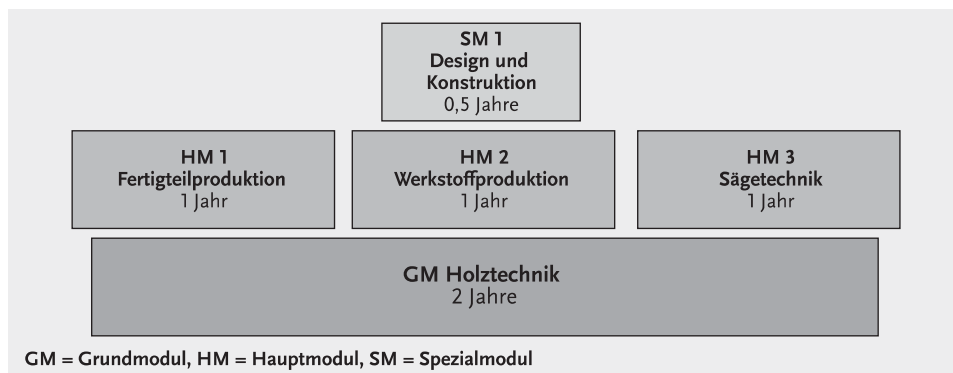 SM 1
Design und
Konstruktion
0,5 Jahre
HM 1
Fertigteilproduktion
1 Jahr
HM 2
Werkstoffproduktion
1 Jahr
HM 3
Sägetechnik
1 Jahr
GM Holztechnik
2 Jahre
GM = Grundmodul, HM = Hauptmodul, SM = Spezialmodul